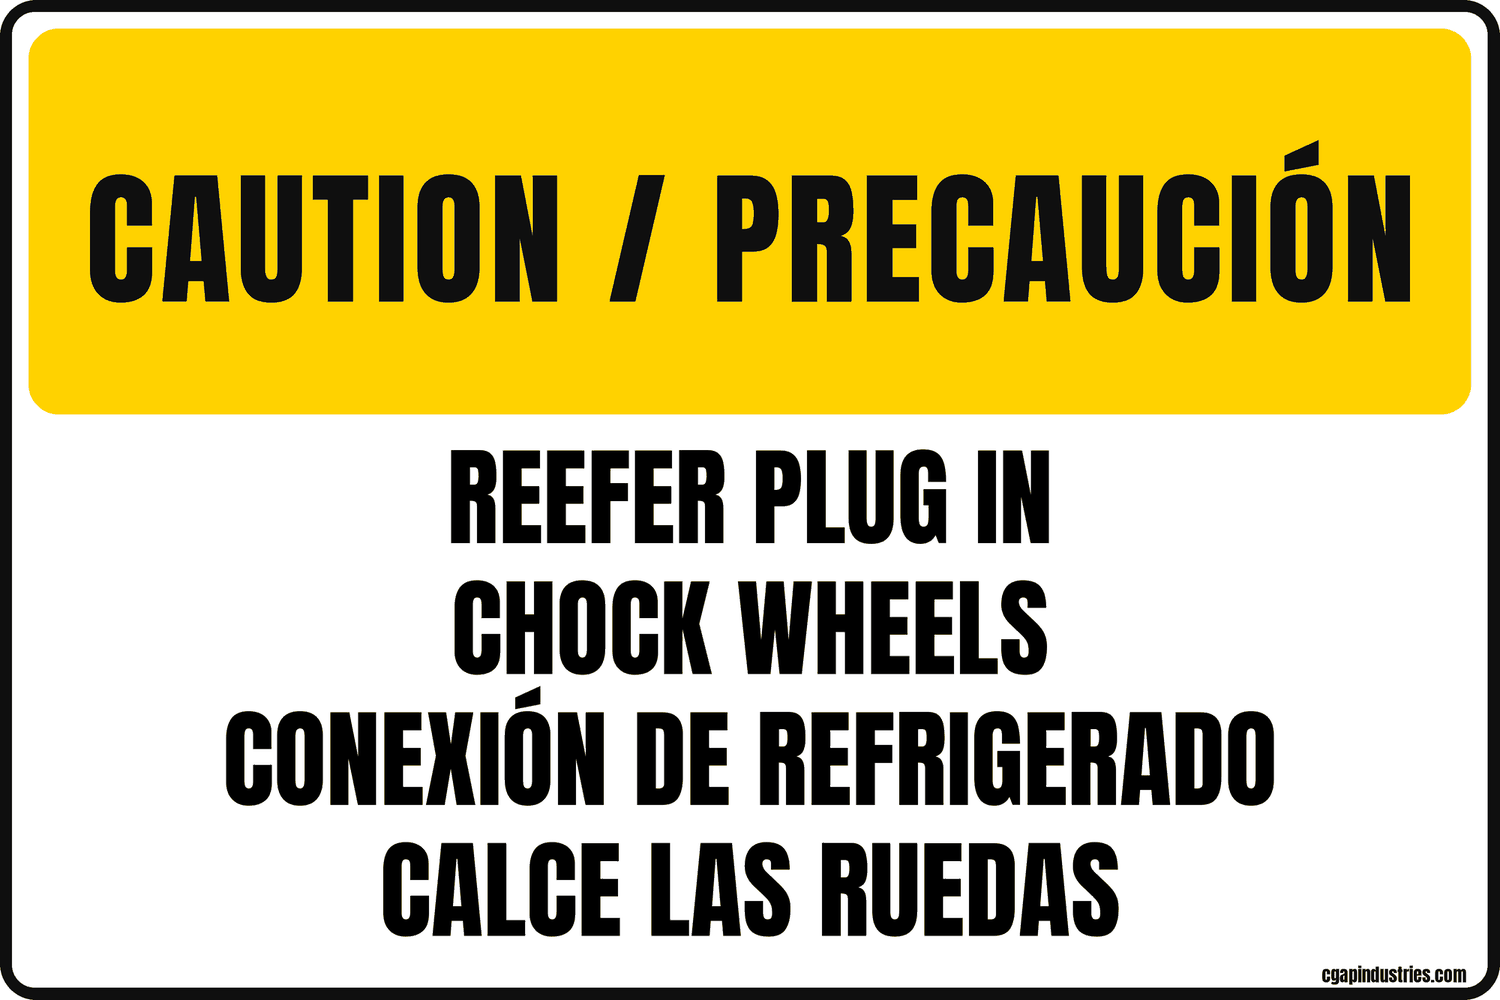 CAUTION / PRECAUCIÓN
REEFER PLUG IN
CHOCK WHEELS
CONEXIÓN DE REFRIGERADO
CALCE LAS RUEDAS
cgapindustries.com